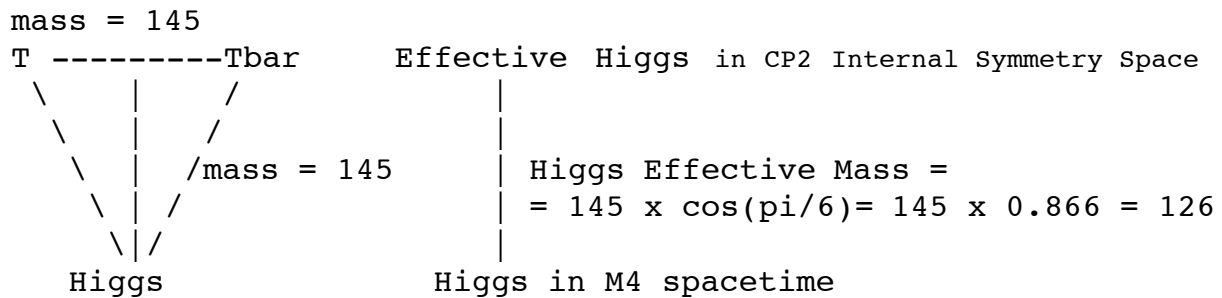 mass = 145
T ---------Tbar Effective Higgs in CP2 Internal Symmetry Space
mass = 145 Higgs Effective Mass =
= 145 x cos(pi/6)= 145 x 0.866 = 126
Higgs Higgs in M4 spacetime